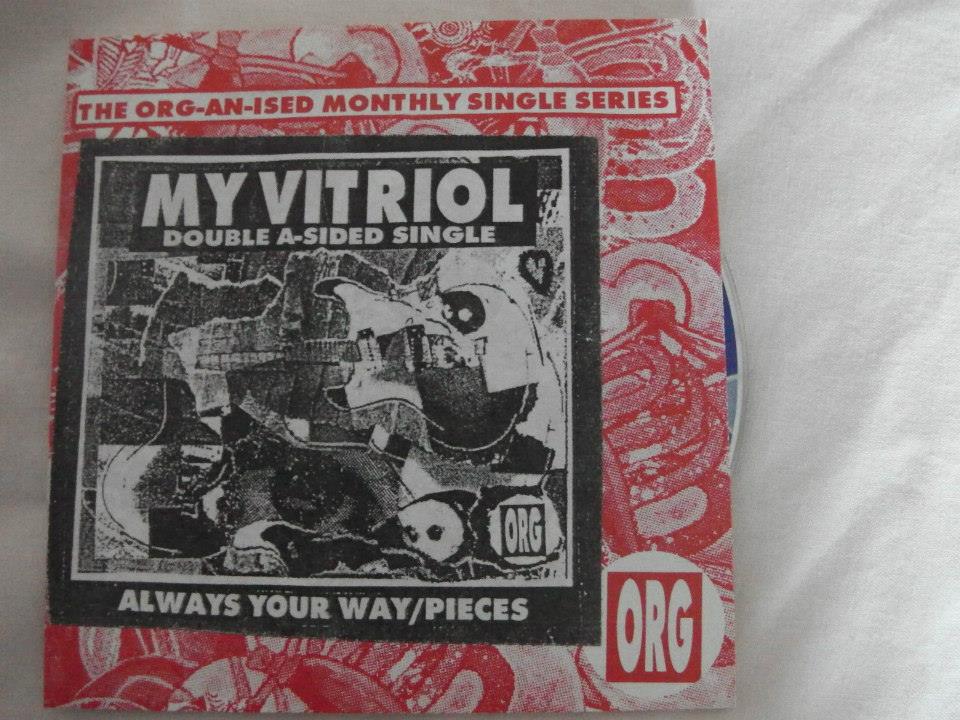 THE ORG-AN-ISED MONTHLY SINGLE SERIES
MY VITRIOL
DOUBLE A-SIDED SINGLE
ORG
ALWAYS YOUR WAY/PIECES
ORG